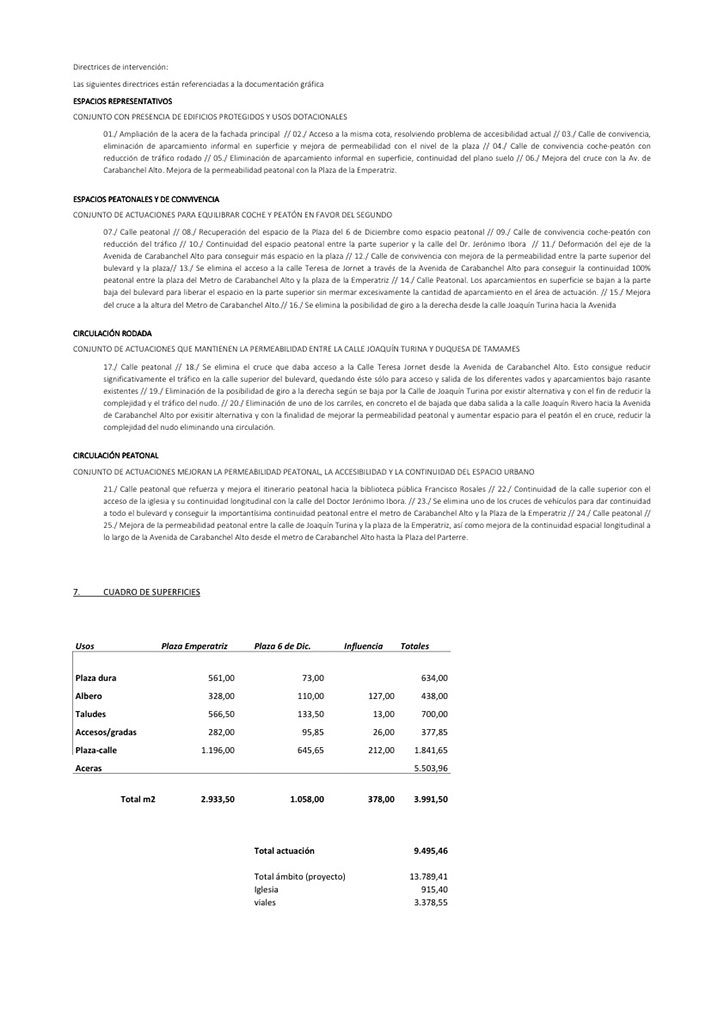 Directrices de intervención:
Las siguientes directrices están referenciadas a la documentación gráfica
ESPACIOS REPRESENTATIVOS
CONJUNTO CON PRESENCIA DE EDIFICIOS PROTEGIDOS Y USOS DOTACIONALES
01./ Ampliación de la acera de la fachada principal // 02./ Acceso a la misma cota, resolviendo problema de accesibilidad actual // 03./ Calle de convivencia,
eliminación de aparcamiento informal en superficie y mejora de permeabilidad con el nivel de la plaza // 04./ Calle de convivencia coche-peatón con
reducción de tráfico rodado // 05./ Eliminación de aparcamiento informal en superficie, continuidad del plano suelo // 06./ Mejora del cruce con la Av. de
Carabanchel Alto. Mejora de la permeabilidad peatonal con la Plaza de la Emperatriz.
ESPACIOS PEATONALES Y DE CONVIVENCIA
CONJUNTO DE ACTUACIONES PARA EQUILIBRAR COCHE Y PEATÓN EN FAVOR DEL SEGUNDO
07./ Calle peatonal // 08./ Recuperación del espacio de la Plaza del 6 de Diciembre como espacio peatonal // 09./ Calle de convivencia coche-peatón con
reducción del tráfico // 10./ Continuidad del espacio peatonal entre la parte superior y la calle del Dr. Jerónimo Ibora // 11./ Deformación del eje de la
Avenida de Carabanchel Alto para conseguir más espacio en la plaza // 12./ Calle de convivencia con mejora de la permeabilidad entre la parte superior del
bulevard y la plaza// 13./ Se elimina el acceso a la calle Teresa de Jornet a través de la Avenida de Carabanchel Alto para conseguir la continuidad 100%
peatonal entre la plaza del Metro de Carabanchel Alto y la plaza de la Emperatriz // 14./ Calle Peatonal. Los aparcamientos en superficie se bajan a la parte
baja del bulevard para liberar el espacio en la parte superior sin mermar excesivamente la cantidad de aparcamiento en el área de actuación. // 15./ Mejora
del cruce a la altura del Metro de Carabanchel Alto.// 16./ Se elimina la posibilidad de giro a la derecha desde la calle Joaquín Turina hacia la Avenida
CIRCULACIÓN RODADA
CONJUNTO DE ACTUACIONES QUE MANTIENEN LA PERMEABILIDAD ENTRE LA CALLE JOAQUÍN TURINA Y DUQUESA DE TAMAMES
17./ Calle peatonal // 18./ Se elimina el cruce que daba acceso a la Calle Teresa Jornet desde la Avenida de Carabanchel Alto. Esto consigue reducir
significativamente el tráfico en la calle superior del bulevard, quedando éste sólo para acceso y salida de los diferentes vados y aparcamientos bajo rasante
existentes // 19./ Eliminación de la posibilidad de giro a la derecha según se baja por la Calle de Joaquín Turina por existir alternativa y con el fin de reducir la
complejidad y el tráfico del nudo. // 20./ Eliminación de uno de los carriles, en concreto el de bajada que daba salida a la calle Joaquín Rivero hacia la Avenida
de Carabanchel Alto por exisitir alternativa y con la finalidad de mejorar la permeabilidad peatonal y aumentar espacio para el peatón el en cruce, reducir la
complejidad del nudo eliminando una circulación.
CIRCULACIÓN PEATONAL
CONJUNTO DE ACTUACIONES MEJORAN LA PERMEABILIDAD PEATONAL, LA ACCESIBILIDAD Y LA CONTINUIDAD DEL ESPACIO URBANO
21./ Calle peatonal que refuerza y mejora el itinerario peatonal hacia la biblioteca pública Francisco Rosales // 22./ Continuidad de la calle superior con el
acceso de la iglesia y su continuidad longitudinal con la calle del Doctor Jerónimo Ibora. // 23./ Se elimina uno de los cruces de vehículos para dar continuidad
a todo el bulevard y conseguir la importantísima continuidad peatonal entre el metro de Carabanchel Alto y la Plaza de la Emperatriz // 24./ Calle peatonal //
25./ Mejora de la permeabilidad peatonal entre la calle de Joaquín Turina y la plaza de la Emperatriz, así como mejora de la continuidad espacial longitudinal a
lo largo de la Avenida de Carabanchel Alto desde el metro de Carabanchel Alto hasta la Plaza del Parterre.
7. CUADRO DE SUPERFICIES
Usos Plaza Emperatriz Plaza 6 de Dic. Influencia Totales
Plaza dura 561,00 73,00 634,00
Albero 328,00 110,00 127,00 438,00
Taludes 566,50 133,50 13,00 700,00
Accesos/gradas 282,00 95,85 26,00 377,85
Plaza-calle 1.196,00 645,65 212,00 1.841,65
Aceras 5.503,96
Total m2 2.933,50 1.058,00 378,00 3.991,50
Total actuación 9.495,46
Total ámbito (proyecto) 13.789,41
Iglesia 915,40
viales 3.378,55